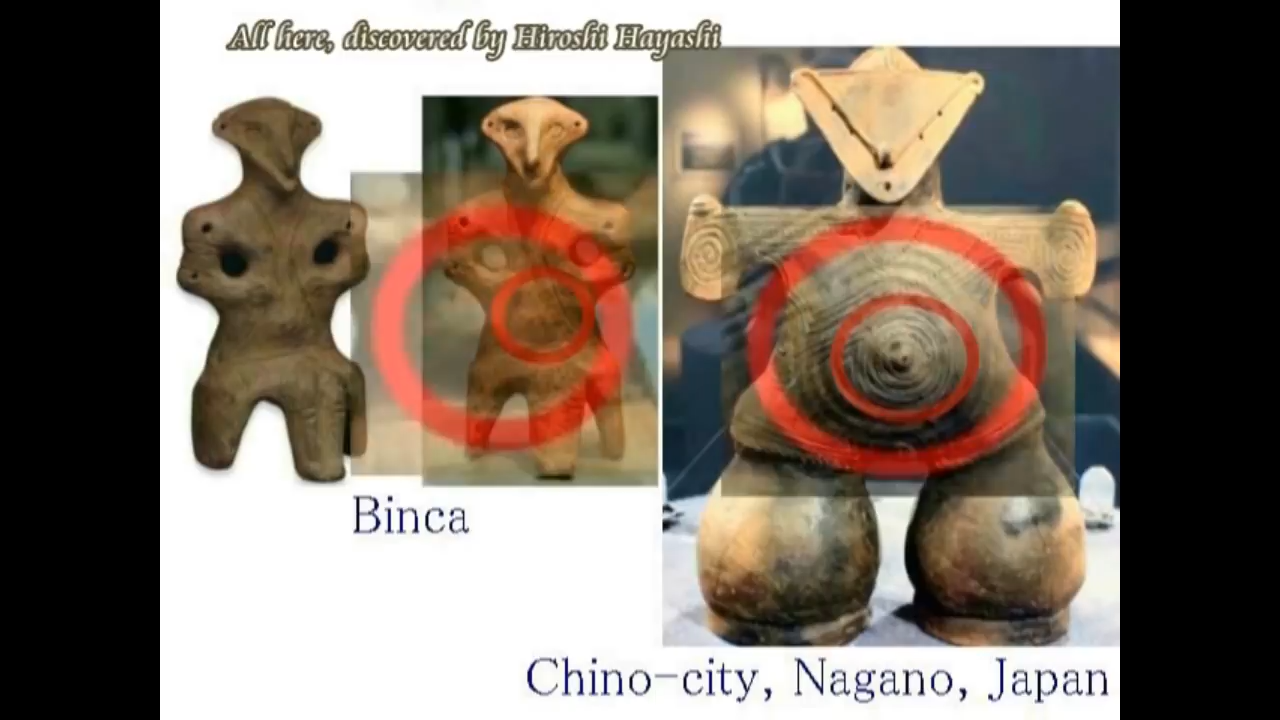 All here, discovered by Hiroshi Hayashi
Binca
Chino-city, Nagano, Japan